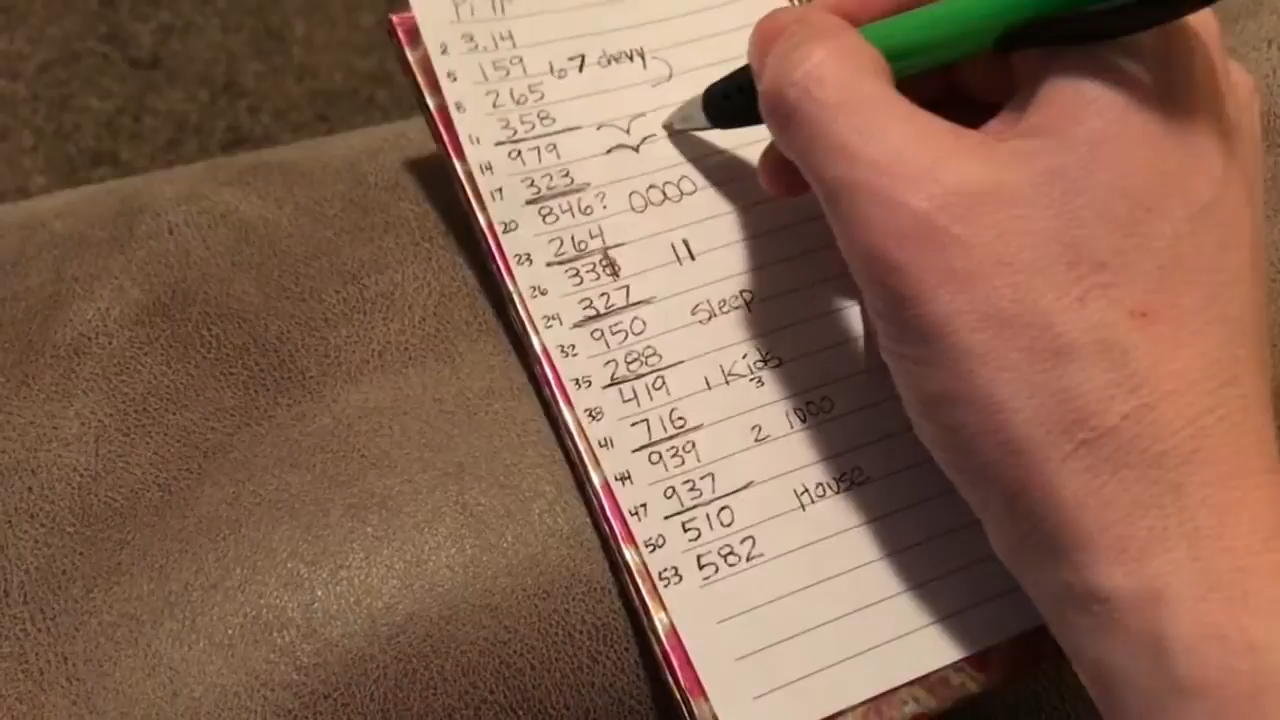 2 3.14
5 159 67 chevy
8 265
11 358
14 979
17 323
20 846? 0000
23 264
26 338 11
29 327
32 950 Sleep
35 288
38 419 1 Kids 3
41 716
44 939 2 1000
47 937
50 510 House
53 582